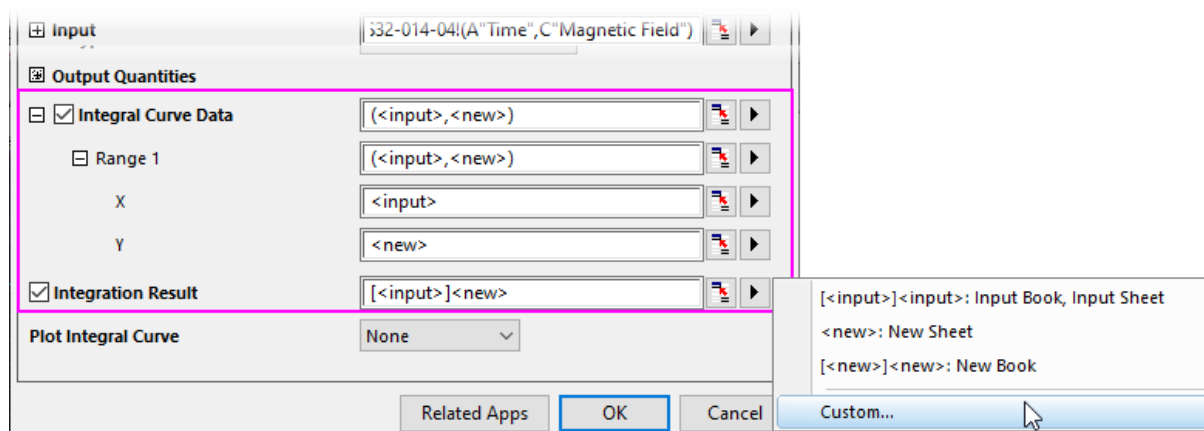 Input 532-014-04!(A"Time",C"Magnetic Field")
Output Quantities
Integral Curve Data (<input>,<new>)
Range 1 (<input>,<new>)
X <input>
Y <new>
Integration Result [<input>]<new>
[<input>]<input>: Input Book, Input Sheet
Plot Integral Curve None
<new>: New Sheet
[<new>]<new>: New Book
Related Apps OK Cancel
Custom...